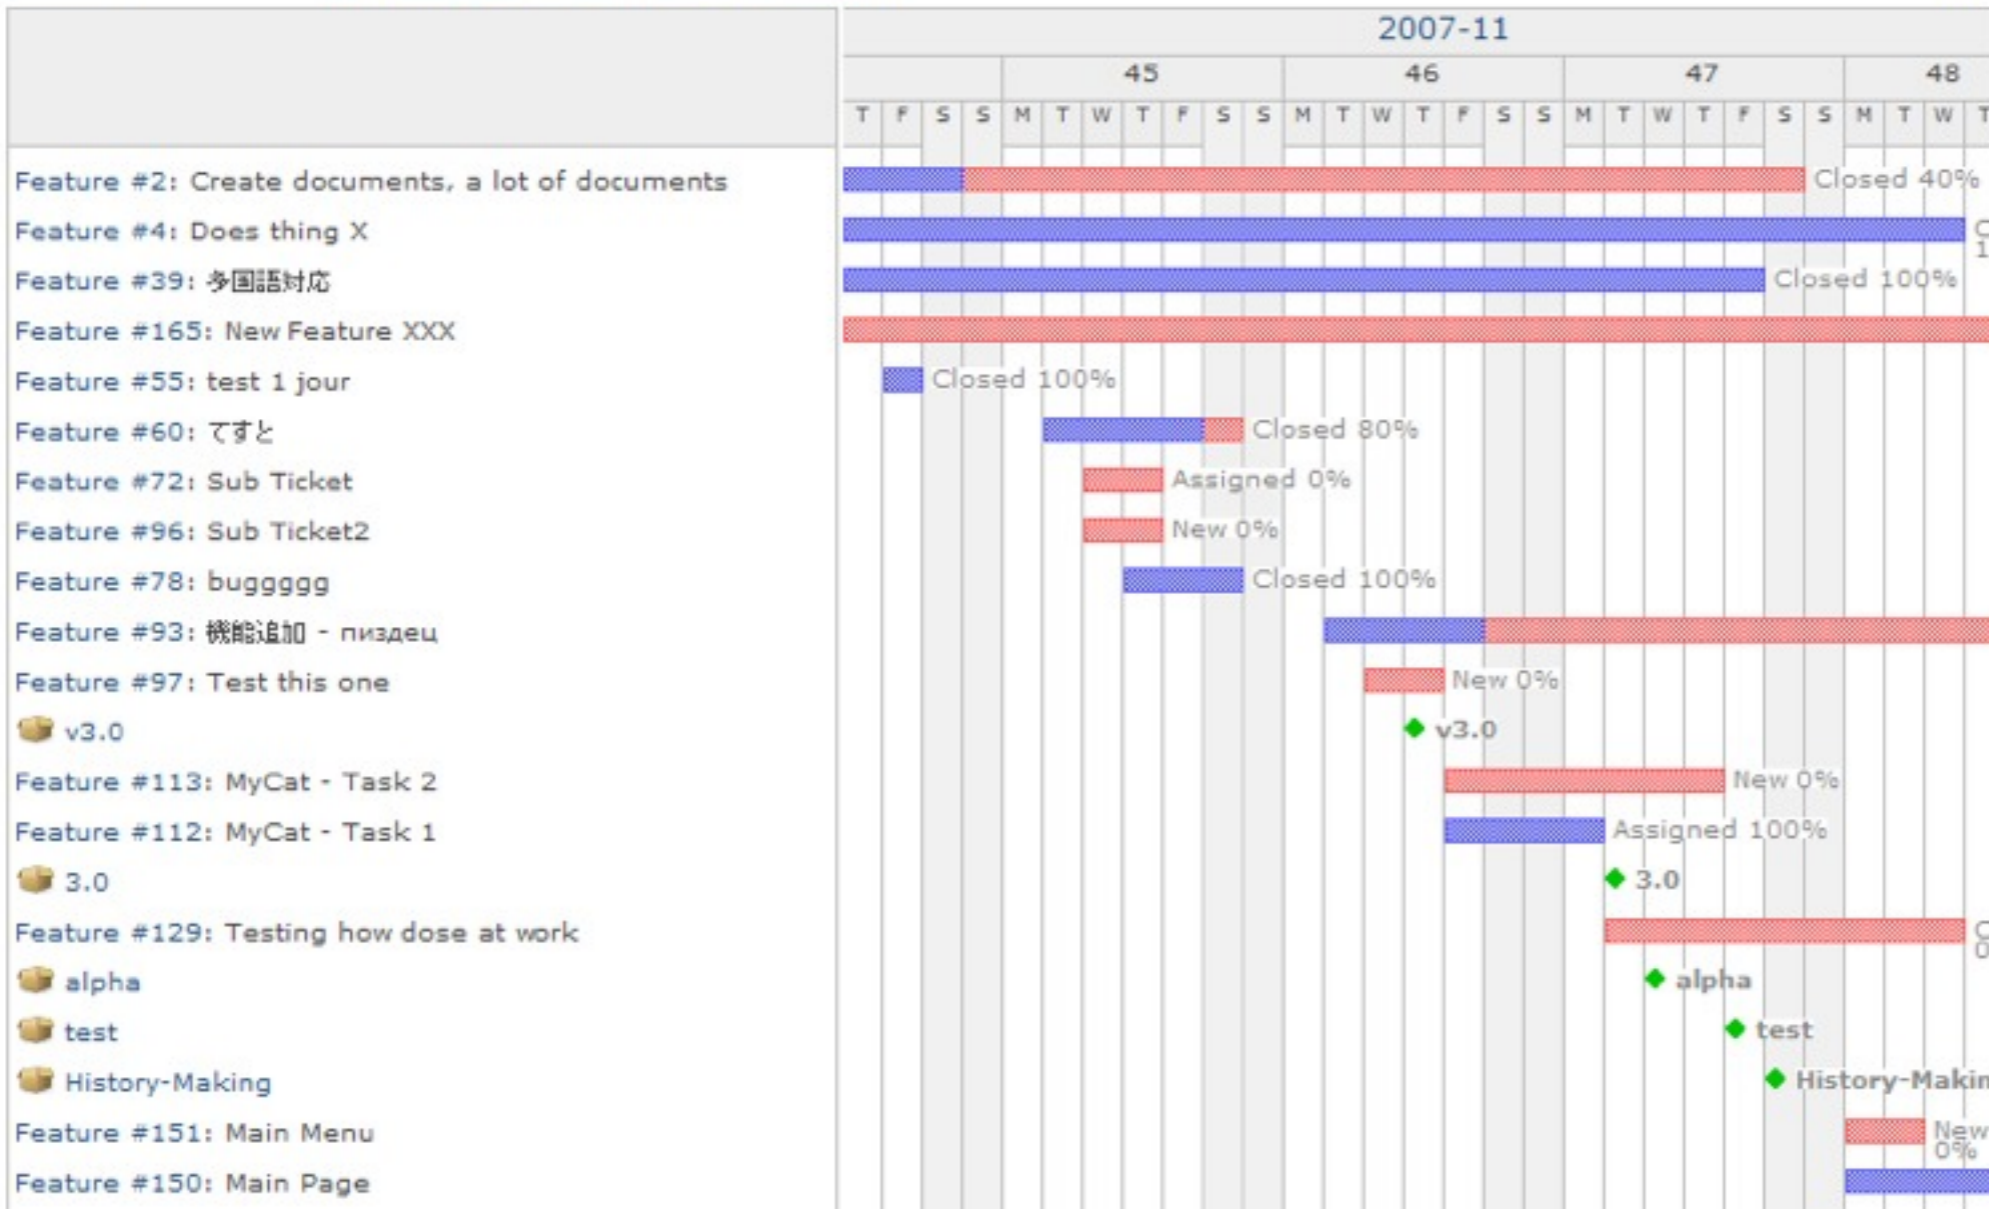 2007-11
45 46 47 48
T F S S M T W T F S S M T W T F S S M T W T F S S M T W T
Feature #2: Create documents, a lot of documents Closed 40%
Feature #4: Does thing X
Feature #39: 多国語対応 Closed 100%
Feature #165: New Feature XXX
Feature #55: test 1 jour Closed 100%
Feature #60: てすと Closed 80%
Feature #72: Sub Ticket Assigned 0%
Feature #96: Sub Ticket2 New 0%
Feature #78: buggggg Closed 100%
Feature #93: 機能追加 - пиздец
Feature #97: Test this one New 0%
v3.0 v3.0
Feature #113: MyCat - Task 2 New 0%
Feature #112: MyCat - Task 1 Assigned 100%
3.0 3.0
Feature #129: Testing how dose at work
alpha alpha
test test
History-Making History-Makin
Feature #151: Main Menu New
0%
Feature #150: Main Page